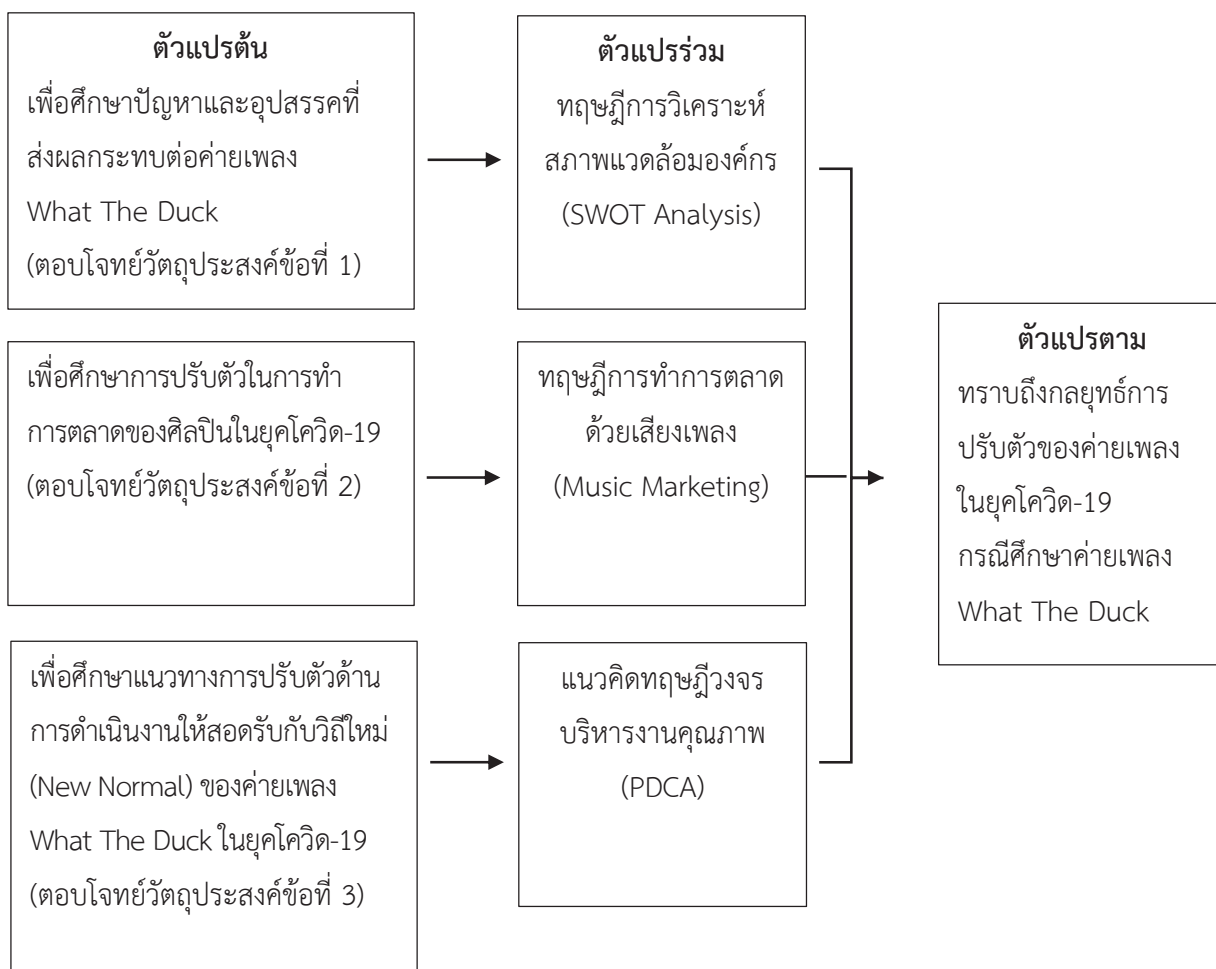 ตัวแปรต้น
เพื่อศึกษาปัญหาและอุปสรรคที่
ส่งผลกระทบต่อค่ายเพลง
What The Duck
(ตอบโจทย์วัตถุประสงค์ข้อที่ 1)
ตัวแปรร่วม
ทฤษฎีการวิเคราะห์
สภาพแวดล้อมองค์กร
(SWOT Analysis)
เพื่อศึกษาการปรับตัวในการทำ
การตลาดของศิลปินในยุคโควิด-19
(ตอบโจทย์วัตถุประสงค์ข้อที่ 2)
ทฤษฎีการทำการตลาด
ด้วยเสียงเพลง
(Music Marketing)
เพื่อศึกษาแนวทางการปรับตัวด้าน
การดำเนินงานให้สอดรับกับวิถีใหม่
(New Normal) ของค่ายเพลง
What The Duck ในยุคโควิด-19
(ตอบโจทย์วัตถุประสงค์ข้อที่ 3)
แนวคิดทฤษฎีวงจร
บริหารงานคุณภาพ
(PDCA)
ตัวแปรตาม
ทราบถึงกลยุทธ์การ
ปรับตัวของค่ายเพลง
ในยุคโควิด-19
กรณีศึกษาค่ายเพลง
What The Duck